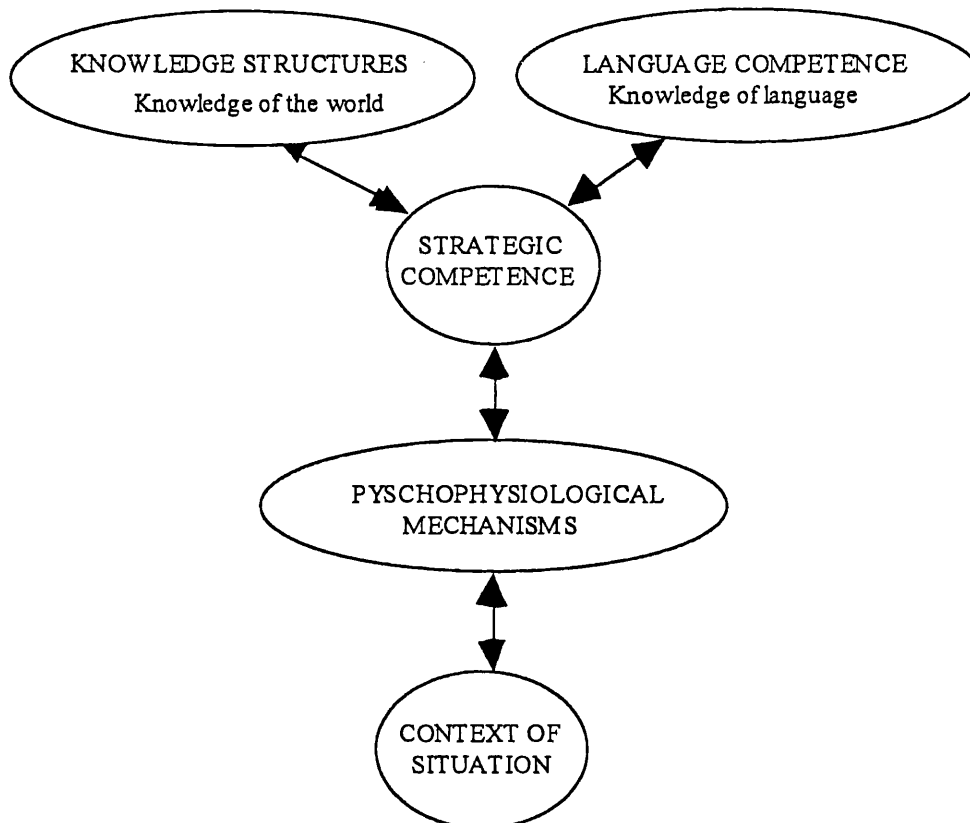 KNOWLEDGE STRUCTURES
Knowledge of the world
LANGUAGE COMPETENCE
Knowledge of language
STRATEGIC
COMPETENCE
PYSCHOPHYSIOLOGICAL
MECHANISMS
CONTEXT OF
SITUATION